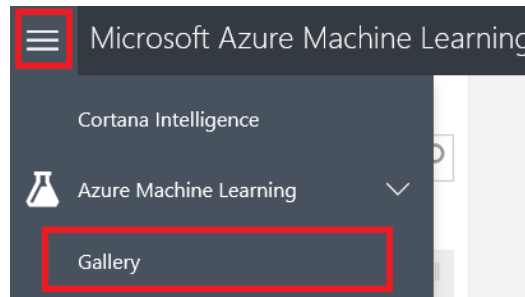 Microsoft Azure Machine Learning
Cortana Intelligence
Azure Machine Learning
Gallery